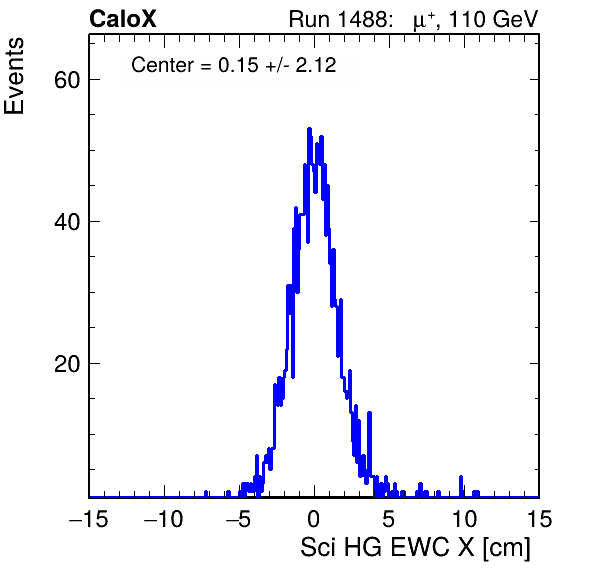 CaloX Run 1488: μ⁺, 110 GeV
Events
Center = 0.15 +/- 2.12
60
40
20
−15 −10 −5 0 5 10 15
Sci HG EWC X [cm]